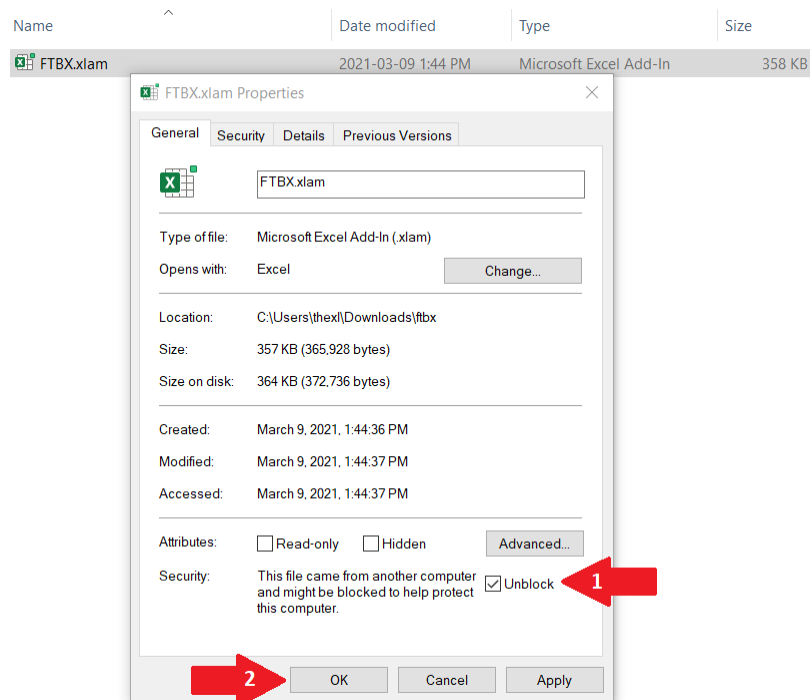 Name Date modified Type Size
FTBX.xlam 2021-03-09 1:44 PM Microsoft Excel Add-In 358 KB
FTBX.xlam Properties
General Security Details Previous Versions
X FTBX.xlam
Type of file: Microsoft Excel Add-In (.xlam)
Opens with: Excel Change...
Location: C:\Users\thexl\Downloads\ftbx
Size: 357 KB (365,928 bytes)
Size on disk: 364 KB (372,736 bytes)
Created: March 9, 2021, 1:44:36 PM
Modified: March 9, 2021, 1:44:37 PM
Accessed: March 9, 2021, 1:44:37 PM
Attributes: Read-only Hidden Advanced...
Security: This file came from another computer
and might be blocked to help protect Unblock 1
this computer.
2 OK Cancel Apply